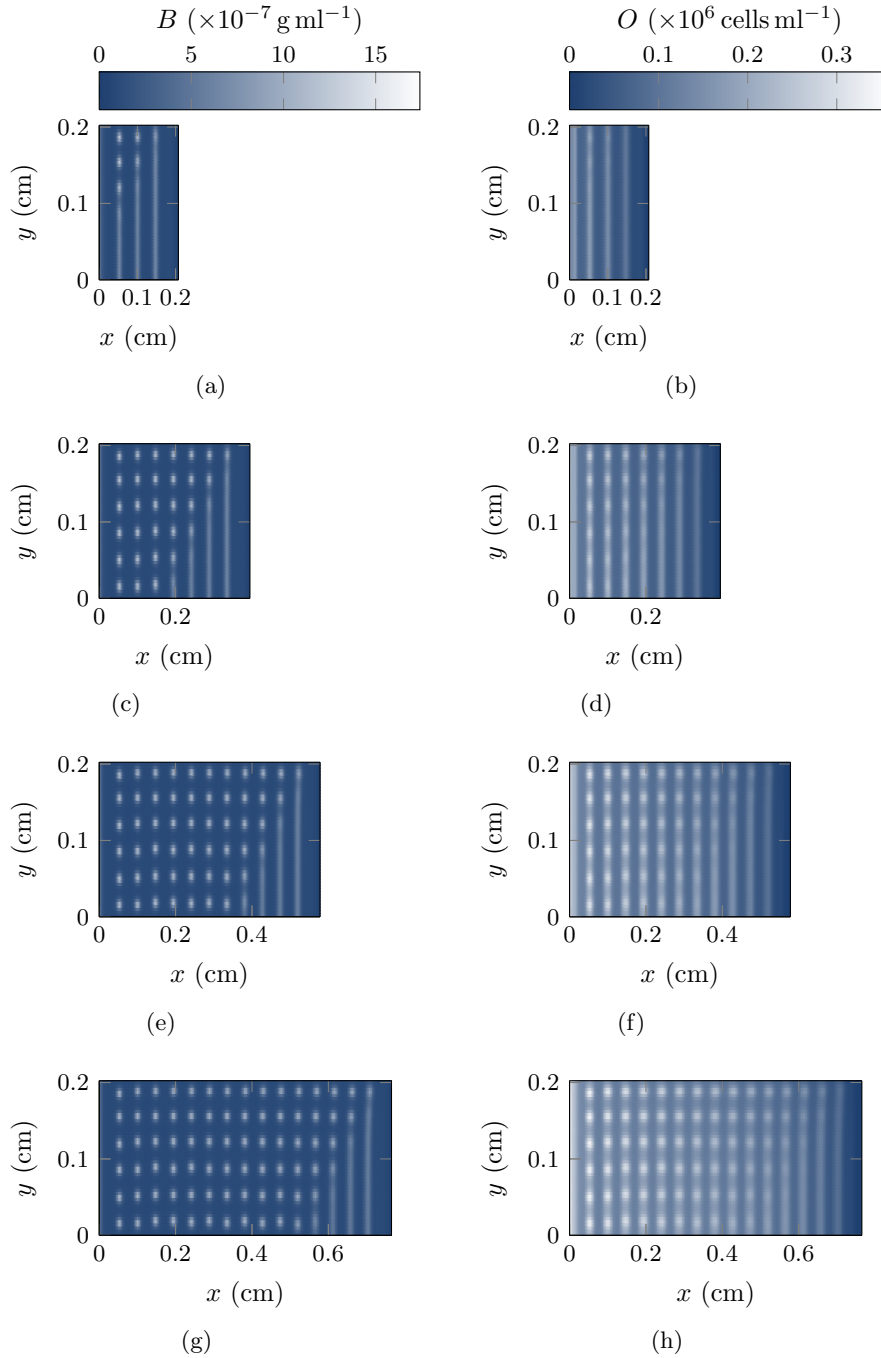 B (×10⁻⁷ g ml⁻¹)
0 5 10 15
O (×10⁶ cells ml⁻¹)
0 0.1 0.2 0.3
0.2
0.1
0
y (cm)
0 0.1 0.2
x (cm)
(a)
0.2
0.1
0
y (cm)
0 0.1 0.2
x (cm)
(b)
0.2
0.1
0
y (cm)
0 0.2
x (cm)
(c)
0.2
0.1
0
y (cm)
0 0.2
x (cm)
(d)
0.2
0.1
0
y (cm)
0 0.2 0.4
x (cm)
(e)
0.2
0.1
0
y (cm)
0 0.2 0.4
x (cm)
(f)
0.2
0.1
0
y (cm)
0 0.2 0.4 0.6
x (cm)
(g)
0.2
0.1
0
y (cm)
0 0.2 0.4 0.6
x (cm)
(h)